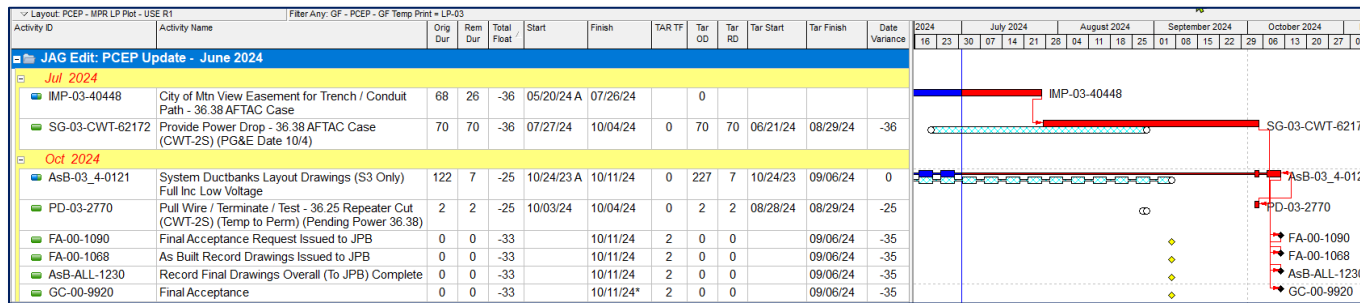 Layout: PCEP - MPR LP Plot - USE R1 Filter Any: GF - PCEP - GF Temp Print = LP-03
Activity ID Activity Name Orig Dur Rem Dur Total Float Start Finish TAR TF Tar OD Tar RD Tar Start Tar Finish Date Variance 2024 July 2024 August 2024 September 2024 October 2024
16 23 30 07 14 21 28 04 11 18 25 01 08 15 22 29 06 13 20 27
JAG Edit: PCEP Update - June 2024
Jul 2024
IMP-03-40448 City of Mtn View Easement for Trench / Conduit 68 26 -36 05/20/24 A 07/26/24 0 IMP-03-40448
Path - 36.38 AFTAC Case
SG-03-CWT-62172 Provide Power Drop - 36.38 AFTAC Case 70 70 -36 07/27/24 10/04/24 0 70 70 06/21/24 08/29/24 -36 SG-03-CWT-6217
(CWT-2S) (PG&E Date 10/4)
Oct 2024
AsB-03_4-0121 System Ductbanks Layout Drawings (S3 Only) 122 7 -25 10/24/23 A 10/11/24 0 227 7 10/24/23 09/06/24 0 AsB-03_4-012
Full Inc Low Voltage
PD-03-2770 Pull Wire / Terminate / Test - 36.25 Repeater Cut 2 2 -25 10/03/24 10/04/24 0 2 2 08/28/24 08/29/24 -25 PD-03-2770
(CWT-2S) (Temp to Perm) (Pending Power 36.38)
FA-00-1090 Final Acceptance Request Issued to JPB 0 0 -33 10/11/24 2 0 0 09/06/24 -35 FA-00-1090
FA-00-1068 As Built Record Drawings Issued to JPB 0 0 -33 10/11/24 2 0 0 09/06/24 -35 FA-00-1068
AsB-ALL-1230 Record Final Drawings Overall (To JPB) Complete 0 0 -33 10/11/24 2 0 0 09/06/24 -35 AsB-ALL-1230
GC-00-9920 Final Acceptance 0 0 -33 10/11/24* 2 0 0 09/06/24 -35 GC-00-9920